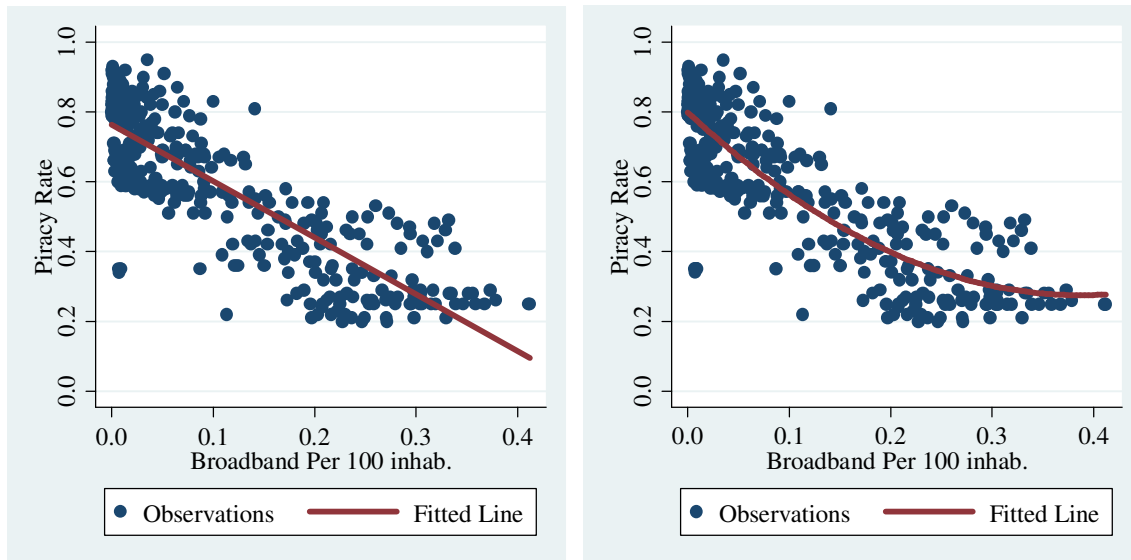 Piracy Rate
1.0
0.8
0.6
0.4
0.2
0.0
0.0 0.1 0.2 0.3 0.4
Broadband Per 100 inhab.
Observations Fitted Line
Piracy Rate
1.0
0.8
0.6
0.4
0.2
0.0
0.0 0.1 0.2 0.3 0.4
Broadband Per 100 inhab.
Observations Fitted Line